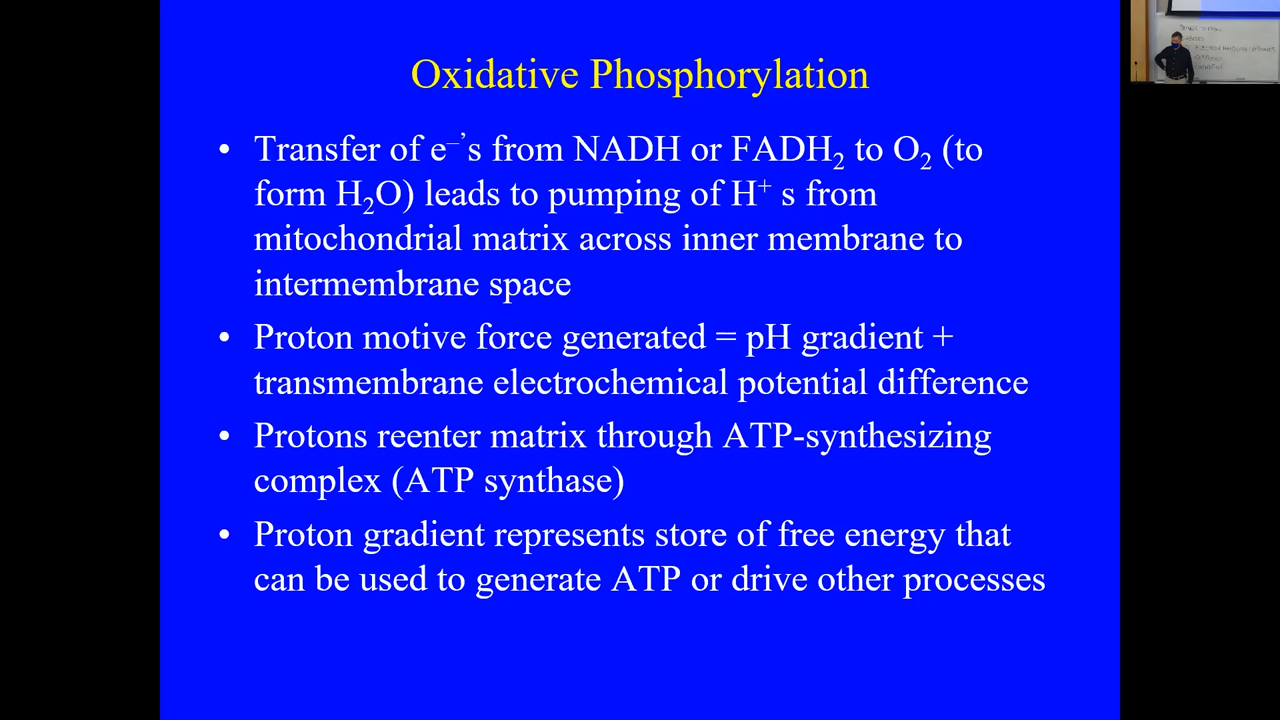 Oxidative Phosphorylation
• Transfer of e⁻’s from NADH or FADH₂ to O₂ (to
form H₂O) leads to pumping of H⁺ s from
mitochondrial matrix across inner membrane to
intermembrane space
• Proton motive force generated = pH gradient +
transmembrane electrochemical potential difference
• Protons reenter matrix through ATP-synthesizing
complex (ATP synthase)
• Proton gradient represents store of free energy that
can be used to generate ATP or drive other processes